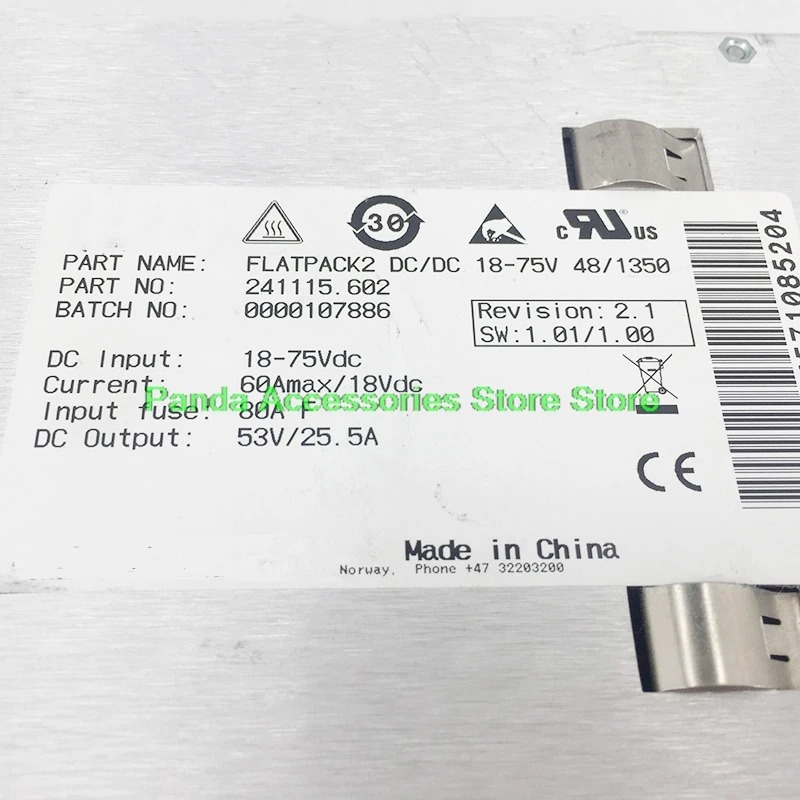 30
c RU US
PART NAME: FLATPACK2 DC/DC 18-75V 48/1350
PART NO: 241115.602
BATCH NO: 0000107886
Revision: 2.1
SW:1.01/1.00
DC Input: 18-75Vdc
Current: 60Amax/18Vdc
Input fuse: 80A F
DC Output: 53V/25.5A
Panda Accessories Store Store
CE
Made in China
Norway, Phone +47 32203200
571085204